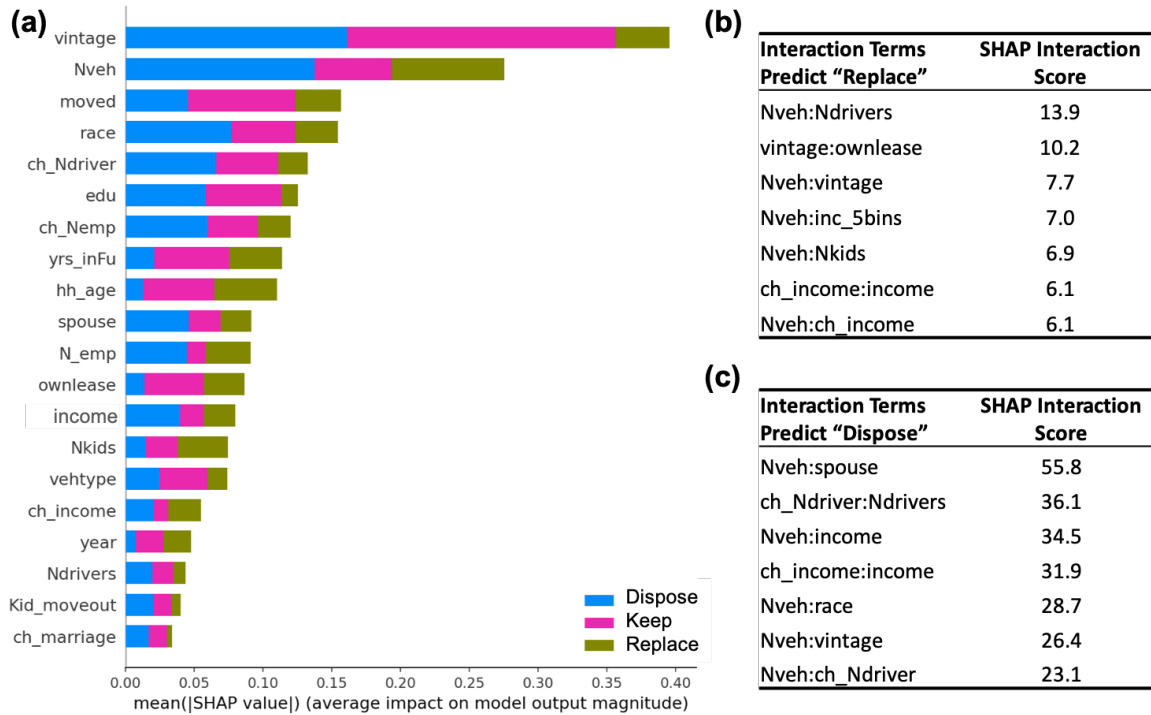 (a)
vintage
Nveh
moved
race
ch_Ndriver
edu
ch_Nemp
yrs_inFu
hh_age
spouse
N_emp
ownlease
income
Nkids
vehtype
ch_income
year
Ndrivers
Kid_moveout
ch_marriage
Dispose
Keep
Replace
0.00 0.05 0.10 0.15 0.20 0.25 0.30 0.35 0.40
mean(|SHAP value|) (average impact on model output magnitude)
(b)
Interaction Terms SHAP Interaction
Predict “Replace” Score
Nveh:Ndrivers 13.9
vintage:ownlease 10.2
Nveh:vintage 7.7
Nveh:inc_5bins 7.0
Nveh:Nkids 6.9
ch_income:income 6.1
Nveh:ch_income 6.1
(c)
Interaction Terms SHAP Interaction
Predict “Dispose” Score
Nveh:spouse 55.8
ch_Ndriver:Ndrivers 36.1
Nveh:income 34.5
ch_income:income 31.9
Nveh:race 28.7
Nveh:vintage 26.4
Nveh:ch_Ndriver 23.1